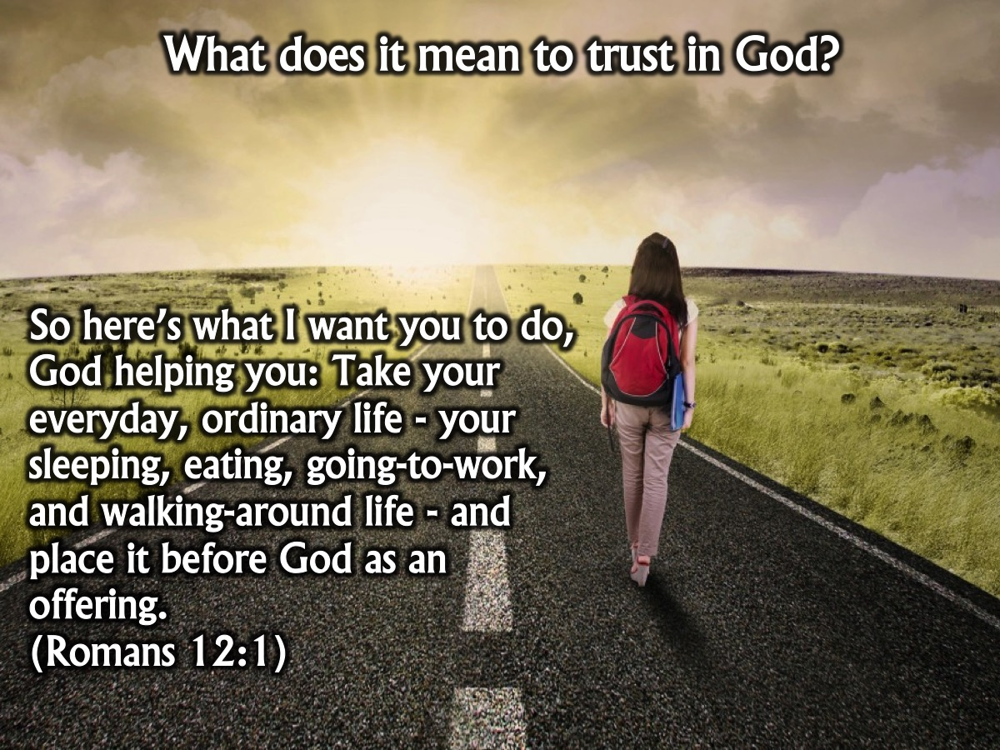 What does it mean to trust in God?
So here's what I want you to do,
God helping you: Take your
everyday, ordinary life - your
sleeping, eating, going-to-work,
and walking-around life - and
place it before God as an
offering.
(Romans 12:1)